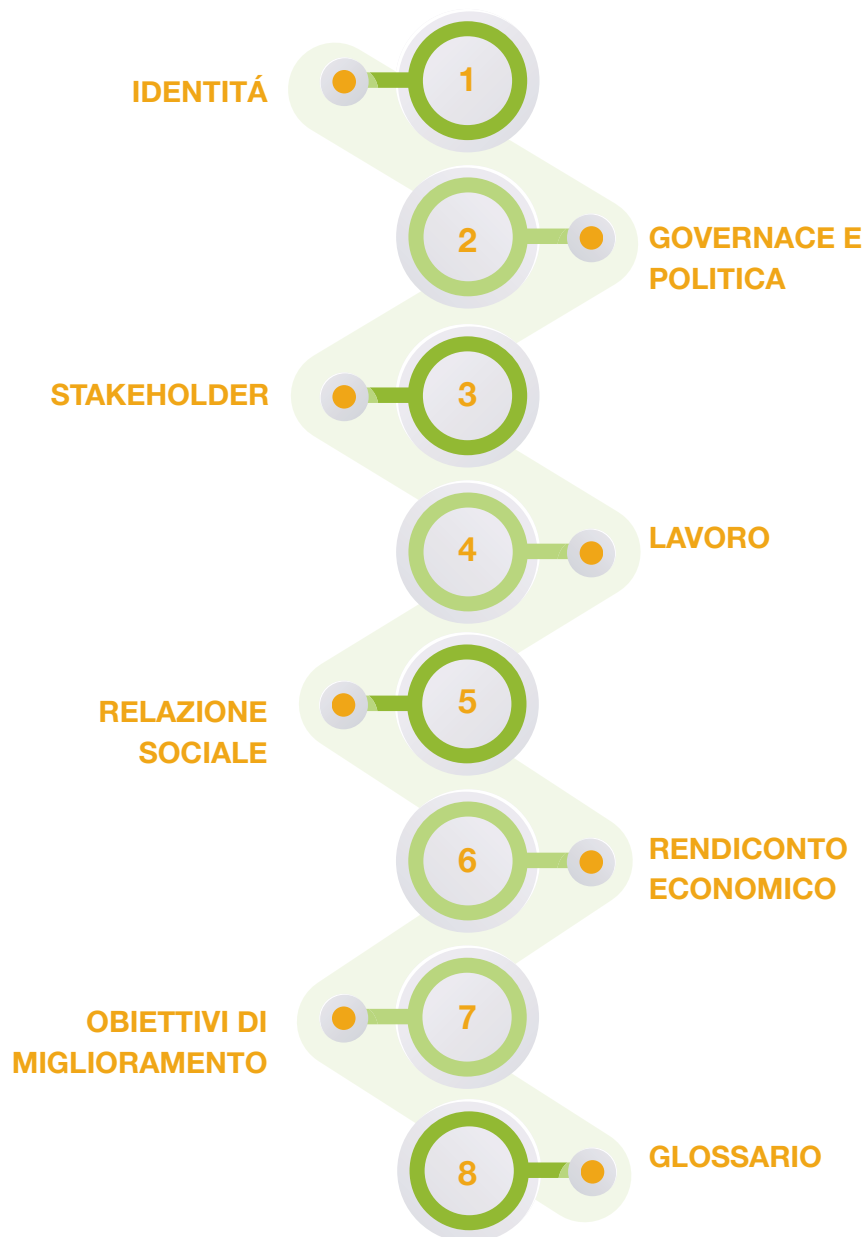 1
IDENTITÁ
2
GOVERNACE E
POLITICA
3
STAKEHOLDER
4
LAVORO
5
RELAZIONE
SOCIALE
6
RENDICONTO
ECONOMICO
7
OBIETTIVI DI
MIGLIORAMENTO
8
GLOSSARIO